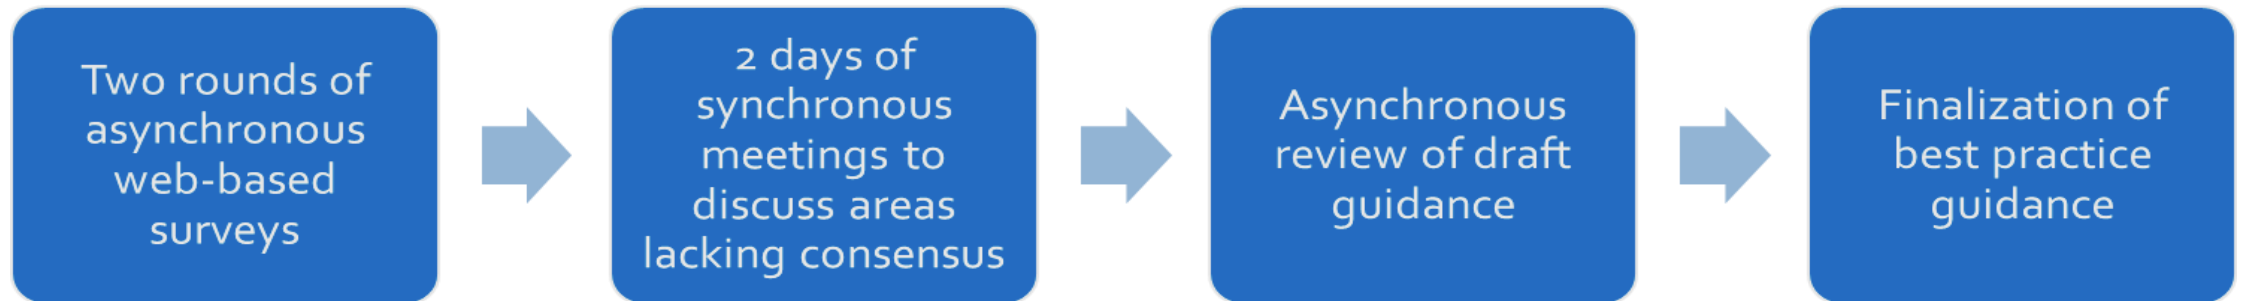 Two rounds of
asynchronous
web-based
surveys
2 days of
synchronous
meetings to
discuss areas
lacking consensus
Asynchronous
review of draft
guidance
Finalization of
best practice
guidance